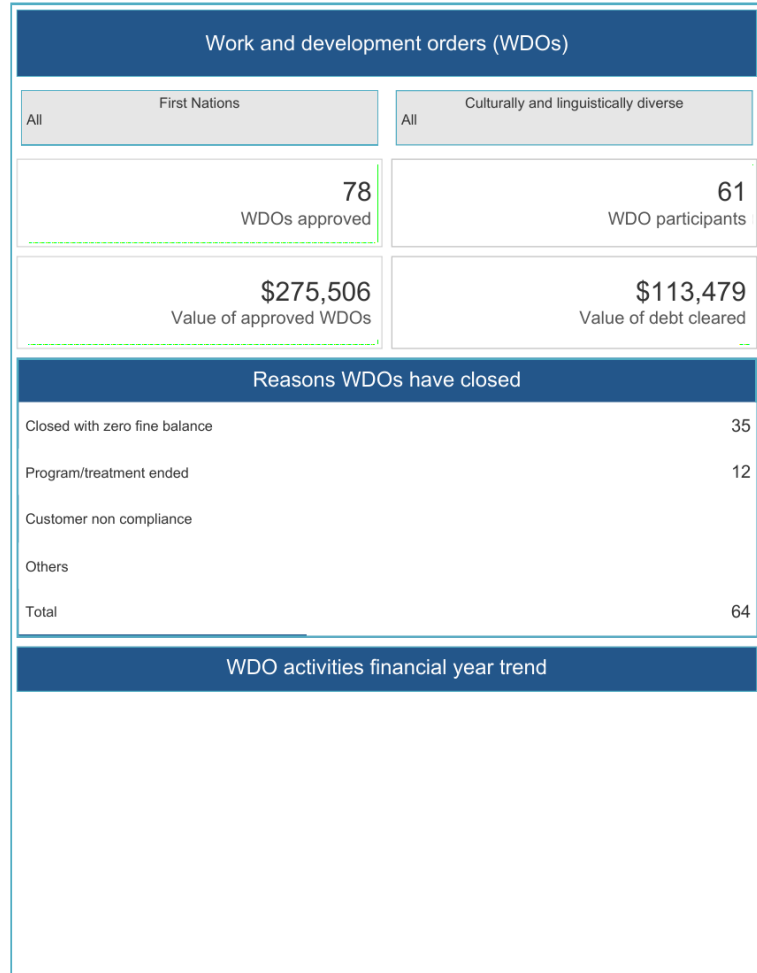 Work and development orders (WDOs)
First Nations
All
Culturally and linguistically diverse
All
78
WDOs approved
61
WDO participants
$275,506
Value of approved WDOs
$113,479
Value of debt cleared
Reasons WDOs have closed
Closed with zero fine balance 35
Program/treatment ended 12
Customer non compliance
Others
Total 64
WDO activities financial year trend